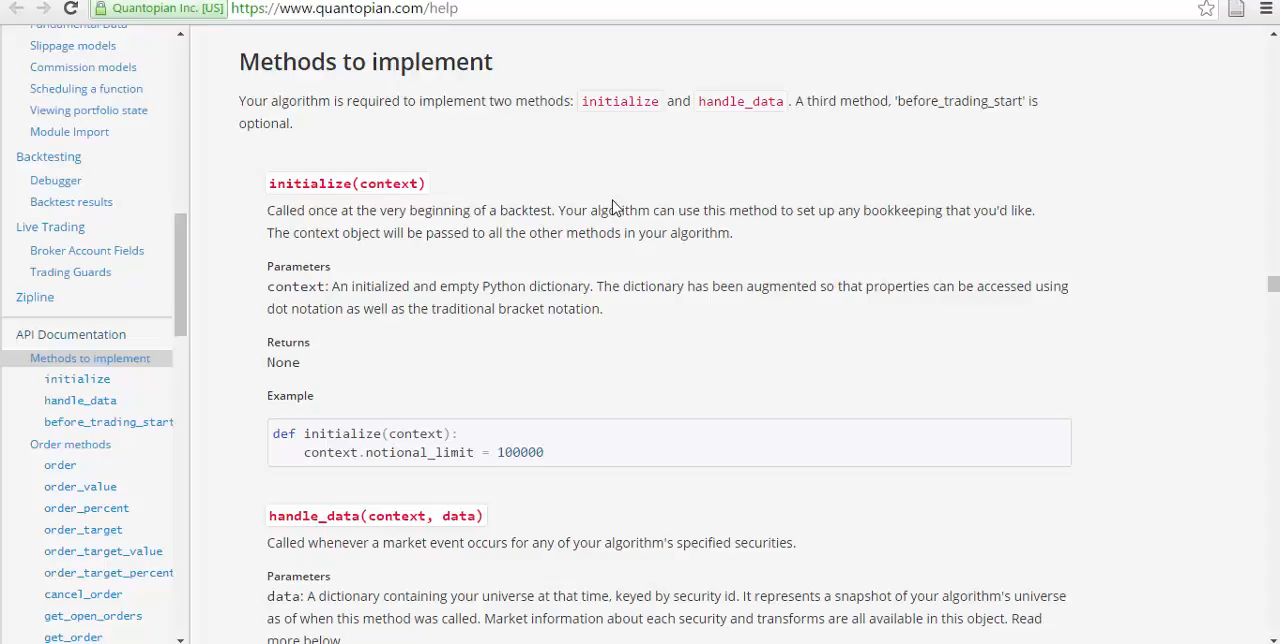 Quantopian Inc. [US] https://www.quantopian.com/help
Fundamental Data
Slippage models
Commission models
Scheduling a function
Viewing portfolio state
Module Import
Backtesting
Debugger
Backtest results
Live Trading
Broker Account Fields
Trading Guards
Zipline
API Documentation
Methods to implement
initialize
handle_data
before_trading_start
Order methods
order
order_value
order_percent
order_target
order_target_value
order_target_percent
cancel_order
get_open_orders
get_order
Methods to implement
Your algorithm is required to implement two methods: initialize and handle_data. A third method, 'before_trading_start' is
optional.
initialize(context)
Called once at the very beginning of a backtest. Your algorithm can use this method to set up any bookkeeping that you'd like.
The context object will be passed to all the other methods in your algorithm.
Parameters
context: An initialized and empty Python dictionary. The dictionary has been augmented so that properties can be accessed using
dot notation as well as the traditional bracket notation.
Returns
None
Example
def initialize(context):
    context.notional_limit = 100000
handle_data(context, data)
Called whenever a market event occurs for any of your algorithm's specified securities.
Parameters
data: A dictionary containing your universe at that time, keyed by security id. It represents a snapshot of your algorithm's universe
as of when this method was called. Market information about each security and transforms are all available in this object. Read
more below